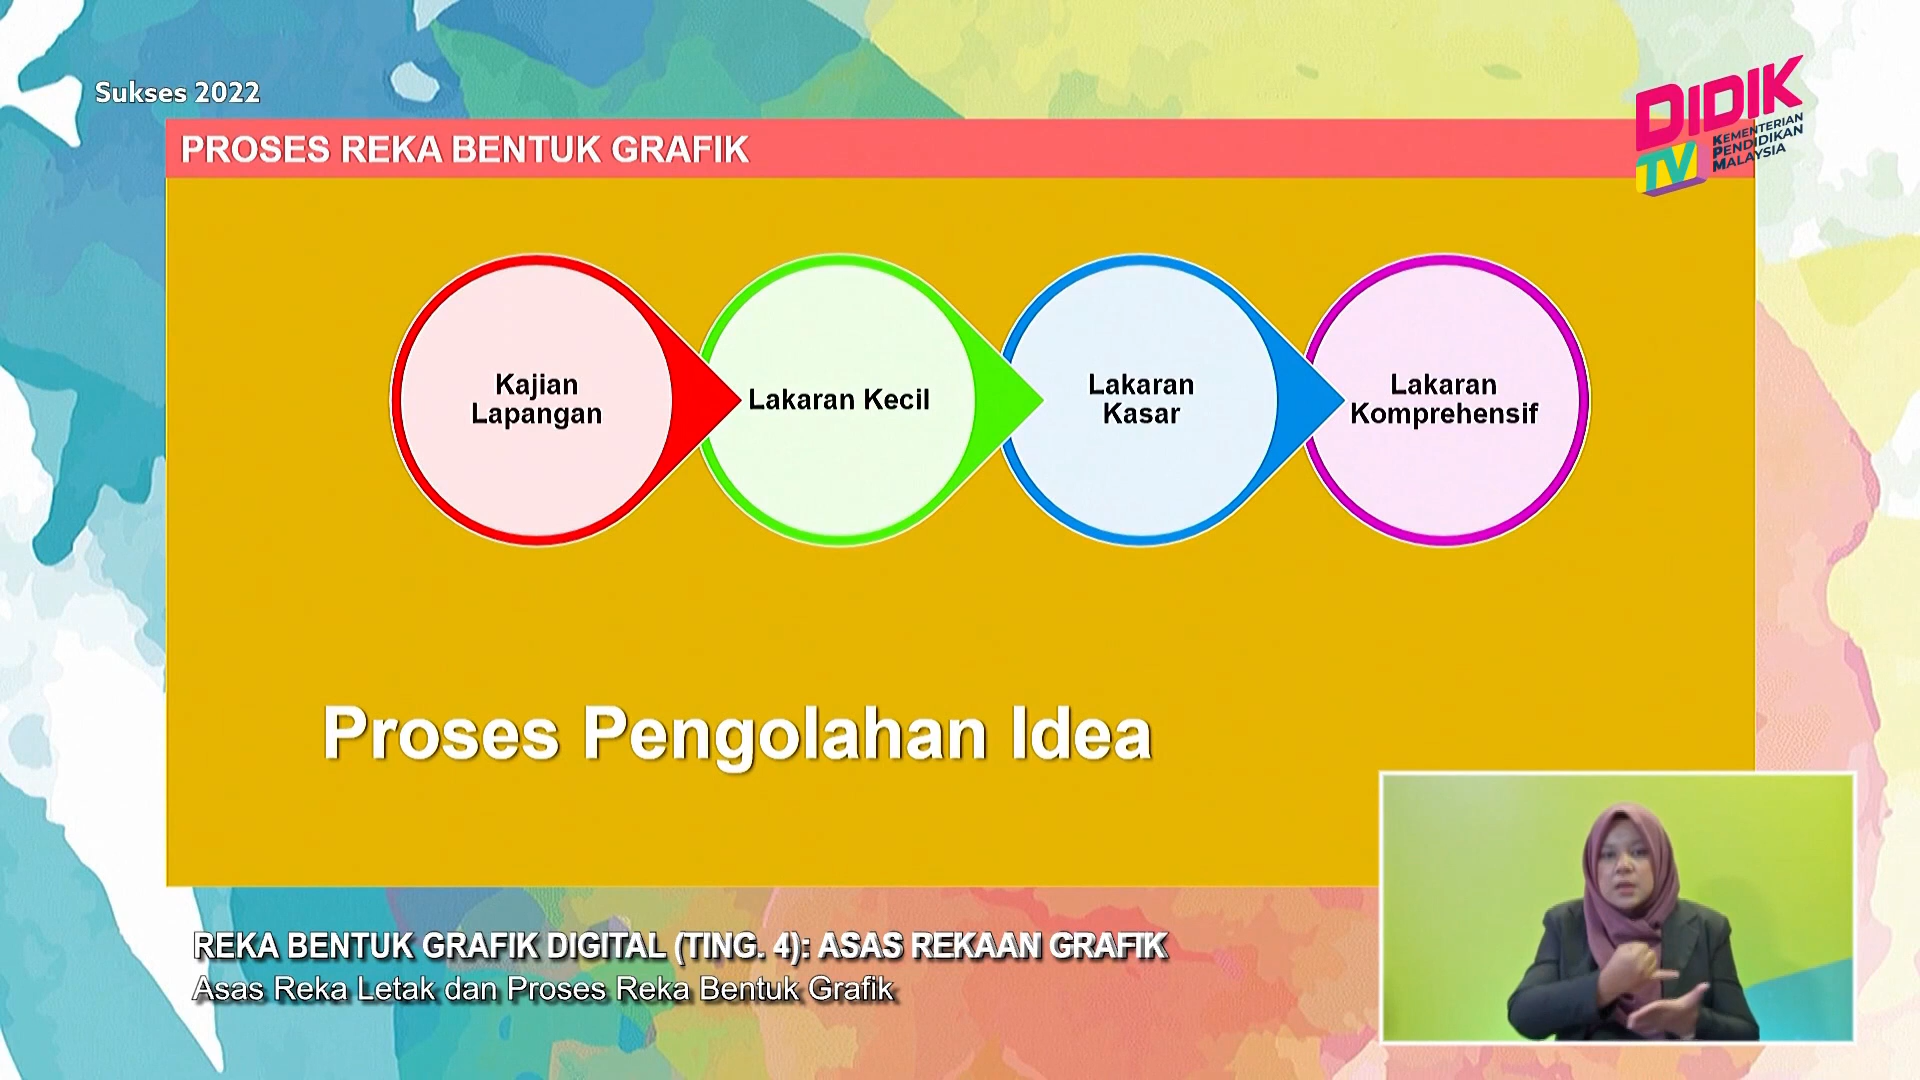 Sukses 2022
DIDIK
TV
KEMENTERIAN
PENDIDIKAN
MALAYSIA
PROSES REKA BENTUK GRAFIK
Kajian
Lapangan
Lakaran Kecil
Lakaran
Kasar
Lakaran
Komprehensif
Proses Pengolahan Idea
REKA BENTUK GRAFIK DIGITAL (TING. 4): ASAS REKAAN GRAFIK
Asas Reka Letak dan Proses Reka Bentuk Grafik